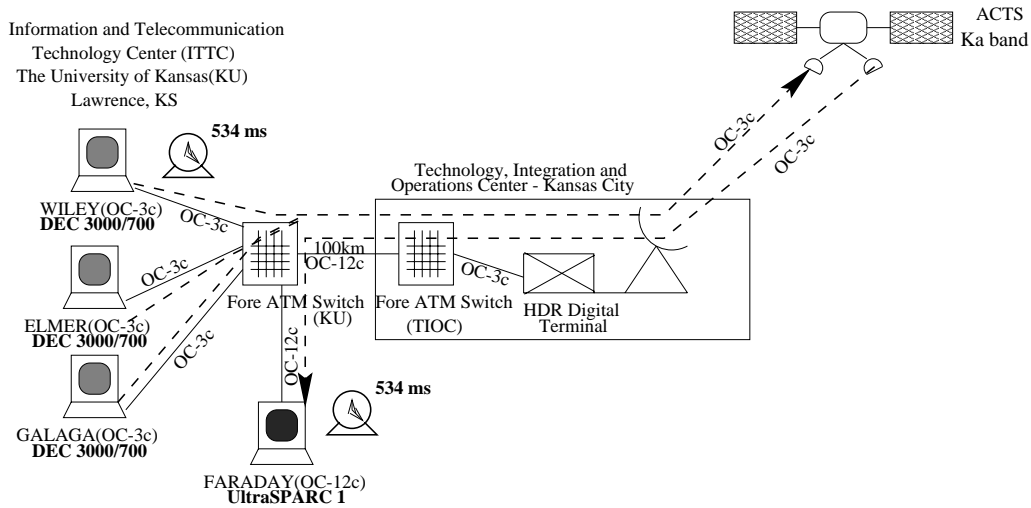 Information and Telecommunication
Technology Center (ITTC)
The University of Kansas(KU)
Lawrence, KS
ACTS
Ka band
534 ms
OC-3c
OC-3c
Technology, Integration and
Operations Center - Kansas City
WILEY(OC-3c)
DEC 3000/700
OC-3c
100km
OC-12c
OC-3c
OC-3c
Fore ATM Switch
(KU)
Fore ATM Switch
(TIOC)
HDR Digital
Terminal
ELMER(OC-3c)
DEC 3000/700
OC-3c
OC-12c
534 ms
GALAGA(OC-3c)
DEC 3000/700
FARADAY(OC-12c)
UltraSPARC 1